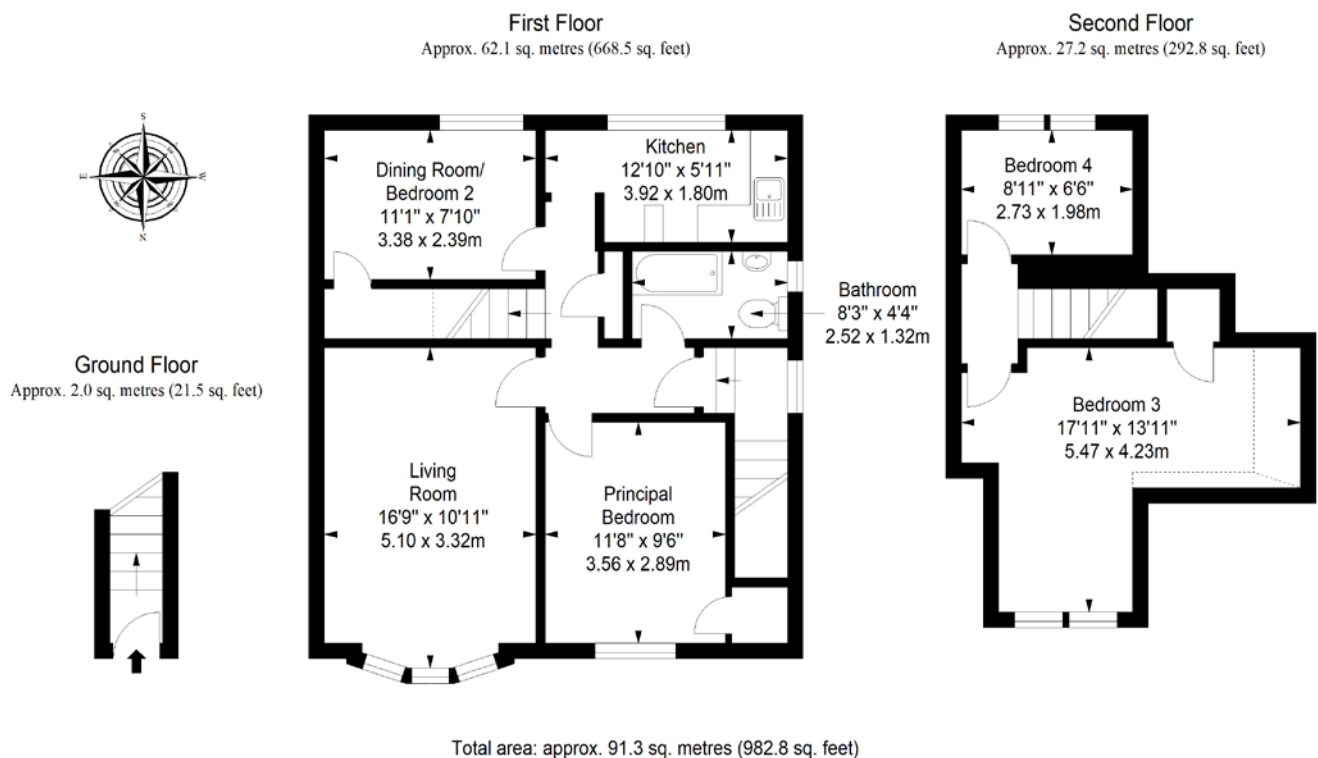 First Floor
Approx. 62.1 sq. metres (668.5 sq. feet)
Second Floor
Approx. 27.2 sq. metres (292.8 sq. feet)
S
E
W
N
Dining Room/
Bedroom 2
11'1" x 7'10"
3.38 x 2.39m
Kitchen
12'10" x 5'11"
3.92 x 1.80m
Bedroom 4
8'11" x 6'6"
2.73 x 1.98m
Bathroom
8'3" x 4'4"
2.52 x 1.32m
Ground Floor
Approx. 2.0 sq. metres (21.5 sq. feet)
Living
Room
16'9" x 10'11"
5.10 x 3.32m
Principal
Bedroom
11'8" x 9'6"
3.56 x 2.89m
Bedroom 3
17'11" x 13'11"
5.47 x 4.23m
Total area: approx. 91.3 sq. metres (982.8 sq. feet)